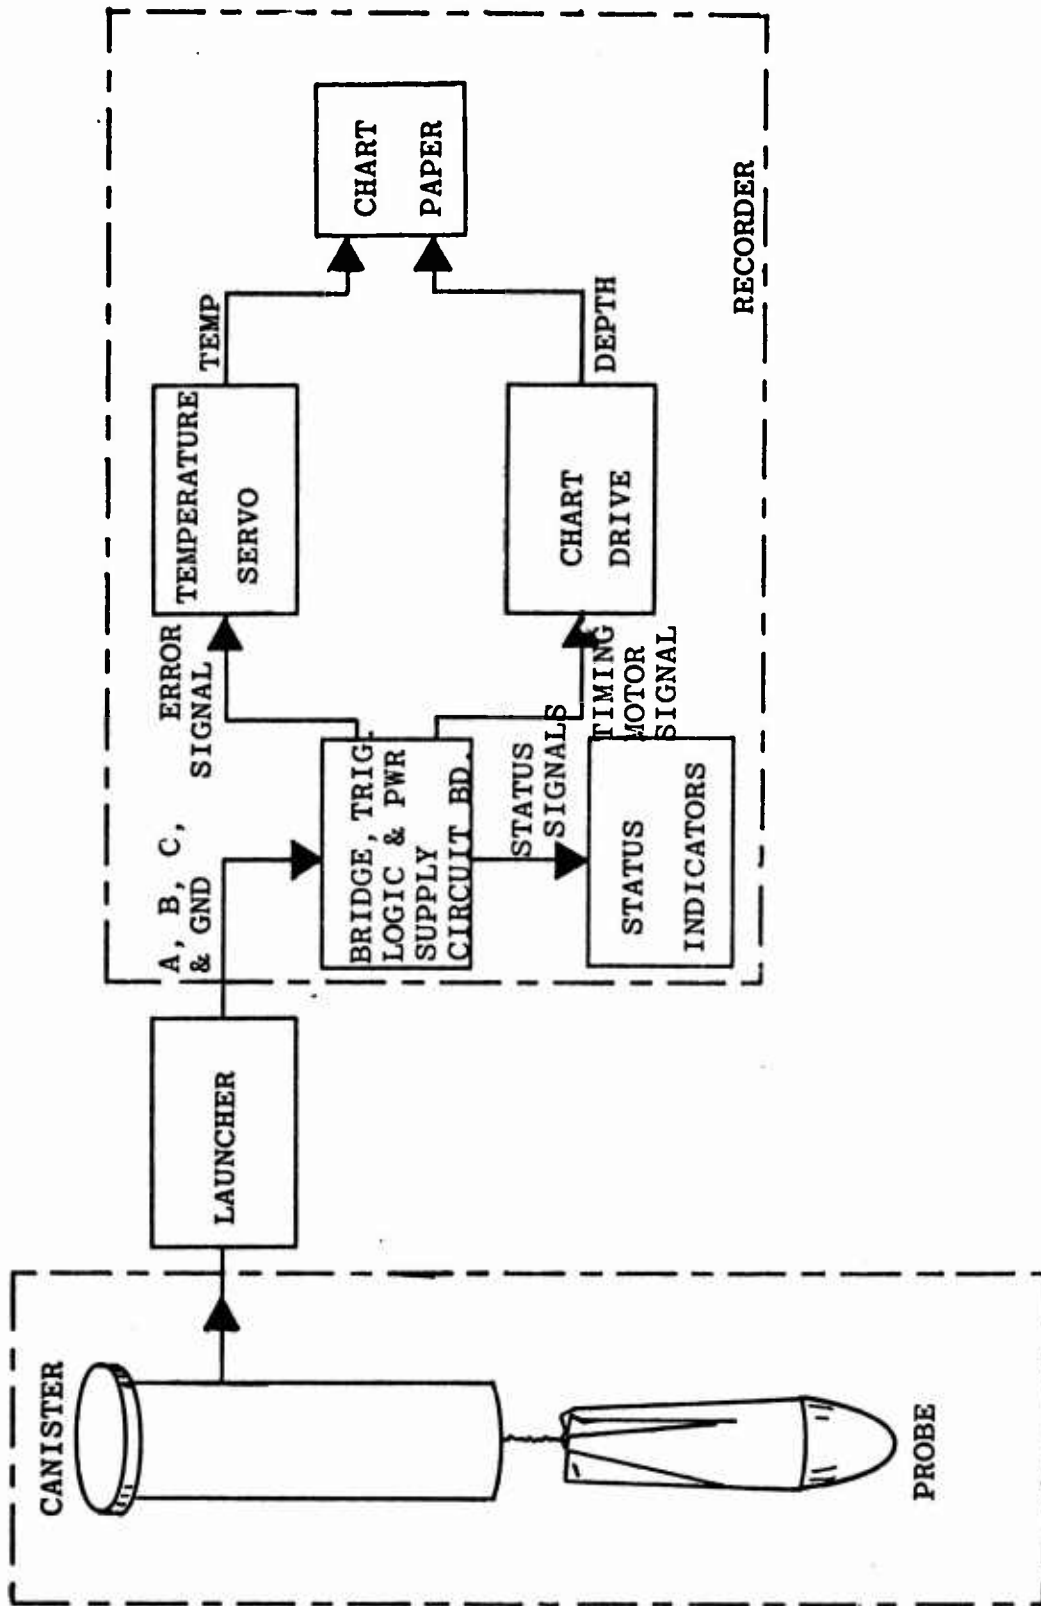 CANISTER
PROBE
LAUNCHER
A, B, C,
& GND
BRIDGE, TRIG.
LOGIC & PWR
SUPPLY
CIRCUIT BD.
ERROR
SIGNAL
TEMPERATURE
SERVO
TEMP
STATUS
SIGNALS
STATUS
INDICATORS
TIMING
MOTOR
SIGNAL
CHART
DRIVE
DEPTH
CHART
PAPER
RECORDER